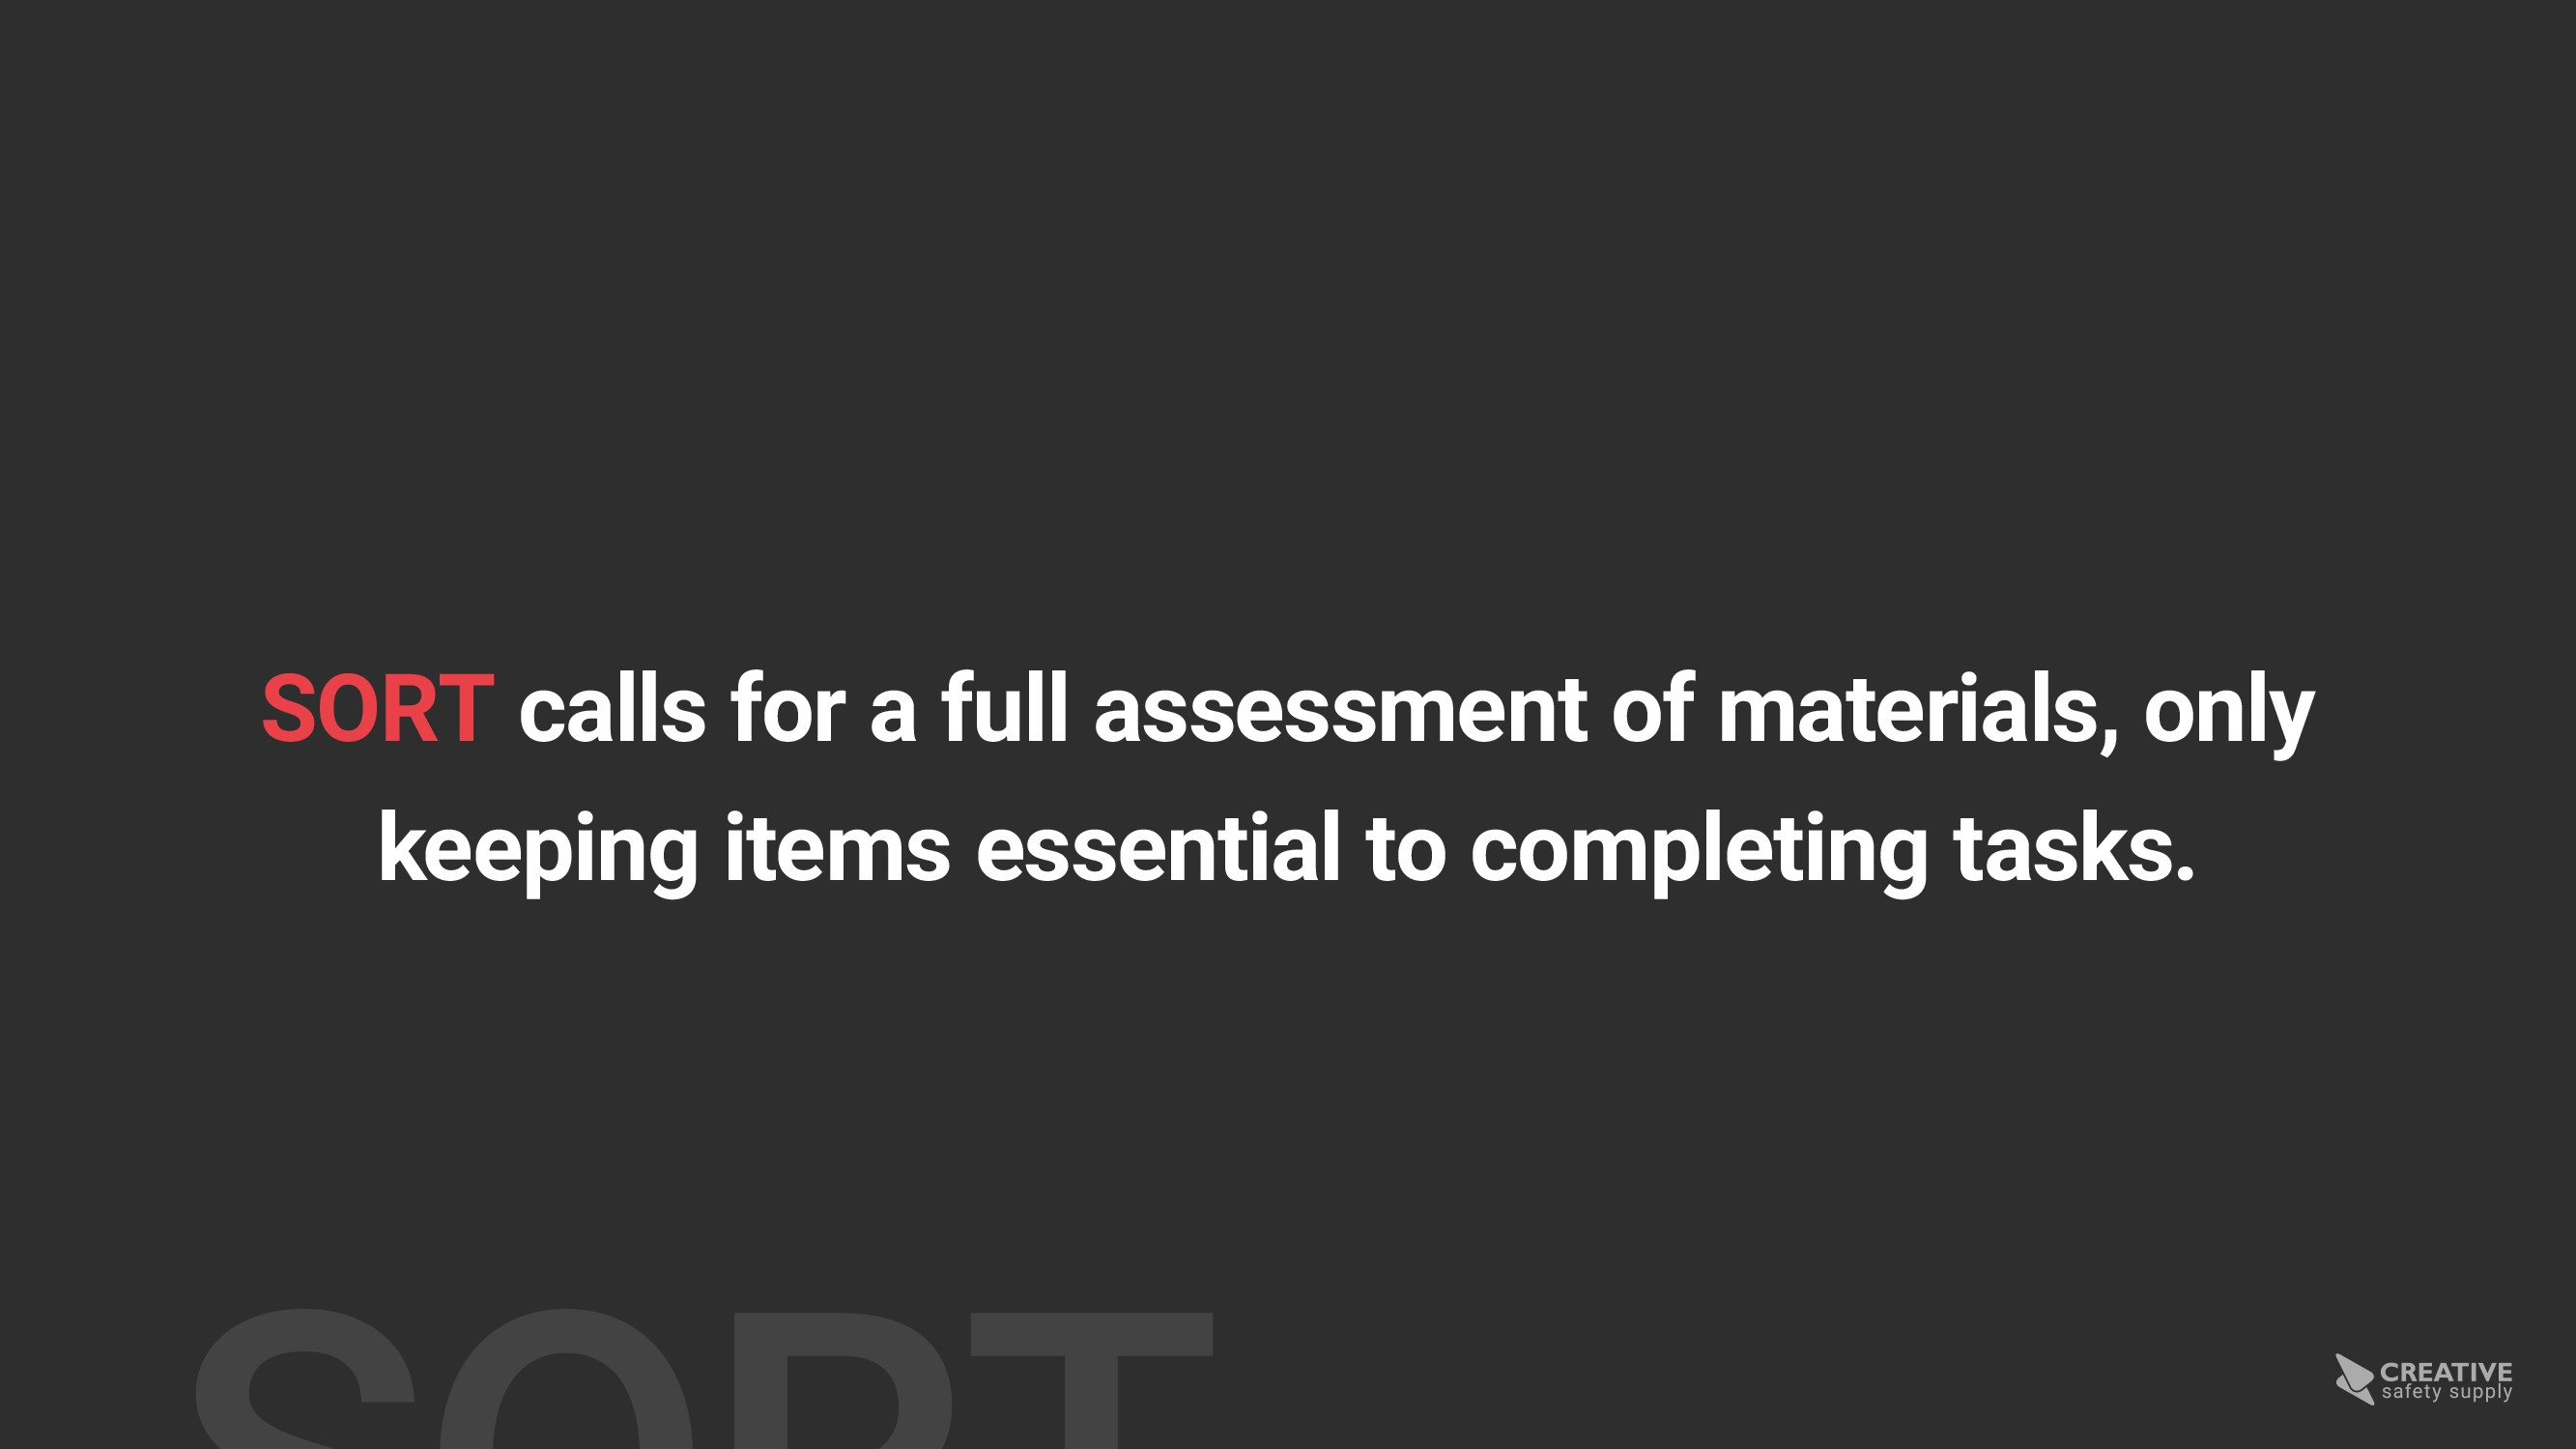 SORT calls for a full assessment of materials, only
keeping items essential to completing tasks.
SORT
CREATIVE
safety supply